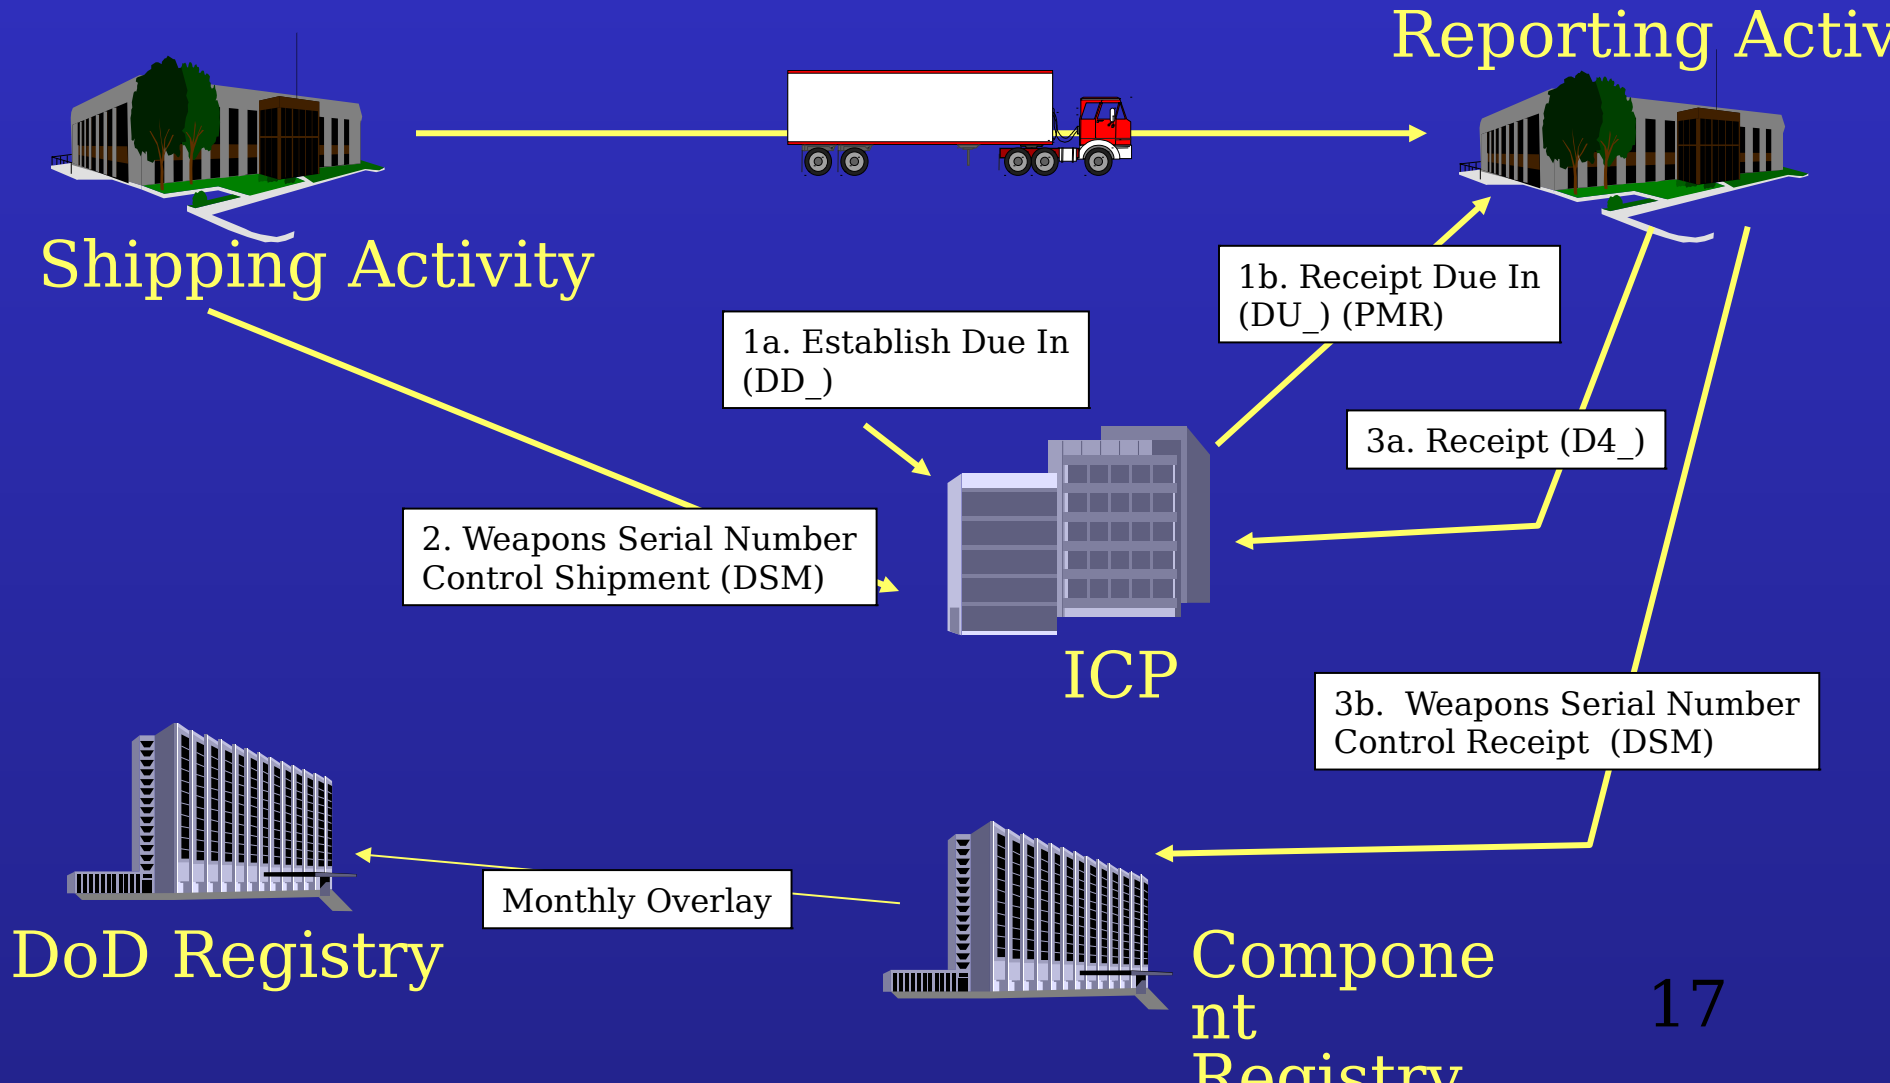 Reporting Activ
Shipping Activity
1b. Receipt Due In
(DU_) (PMR)
1a. Establish Due In
(DD_)
3a. Receipt (D4_)
2. Weapons Serial Number
Control Shipment (DSM)
ICP
3b.  Weapons Serial Number
Control Receipt  (DSM)
Monthly Overlay
DoD Registry
Compone
nt
Registry
17